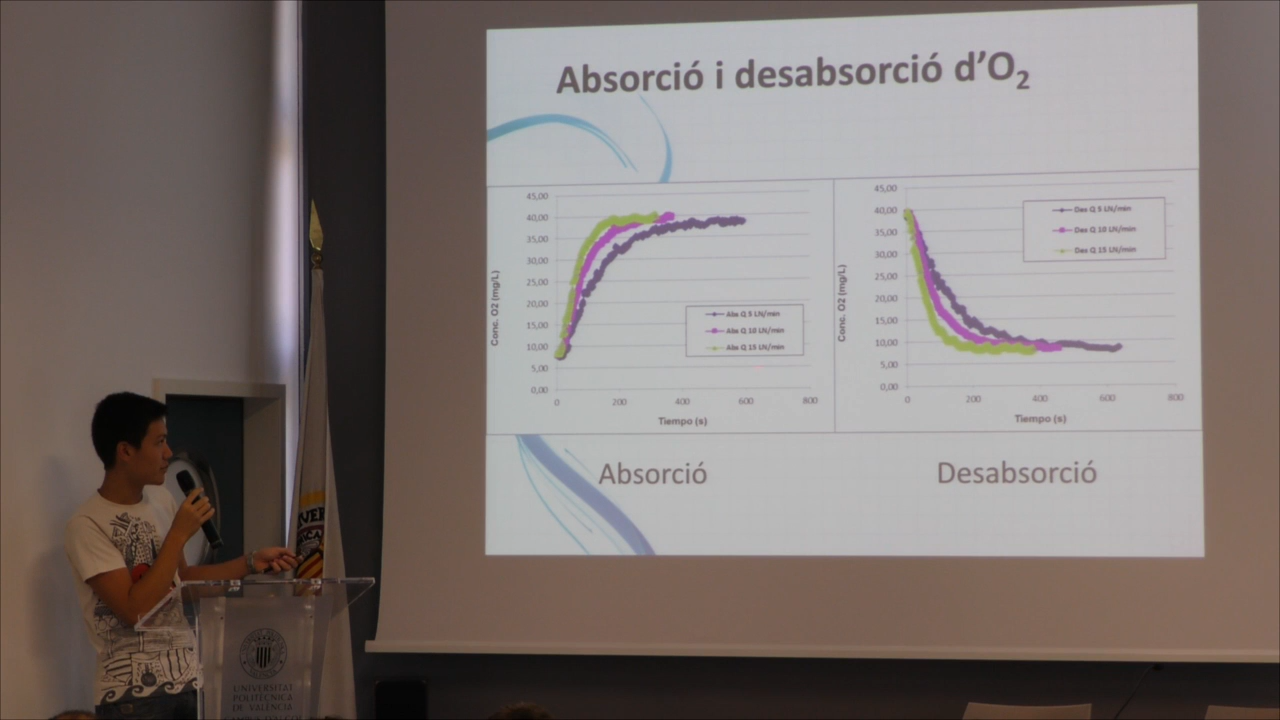 Absorció i desabsorció d'O2
45,00
40,00
35,00
30,00
25,00
20,00
15,00
10,00
5,00
0,00
Conc. O2 (mg/L)
Abs Q 5 LN/min
Abs Q 10 LN/min
Abs Q 15 LN/min
0 200 400 600 800
Tiempo (s)
45,00
40,00
35,00
30,00
25,00
20,00
15,00
10,00
5,00
0,00
Conc. O2 (mg/L)
Des Q 5 LN/min
Des Q 10 LN/min
Des Q 15 LN/min
0 200 400 600 800
Tiempo (s)
Absorció
Desabsorció
UNIVERSITAT
POLITÈCNICA
DE VALÈNCIA